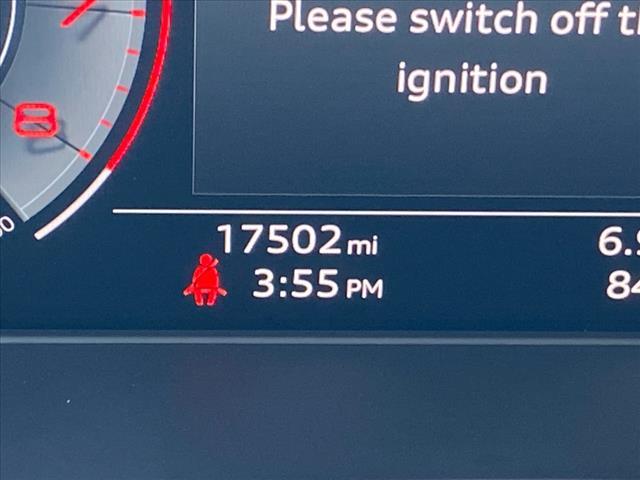 Please switch off
ignition
8
17502 mi
3:55 PM